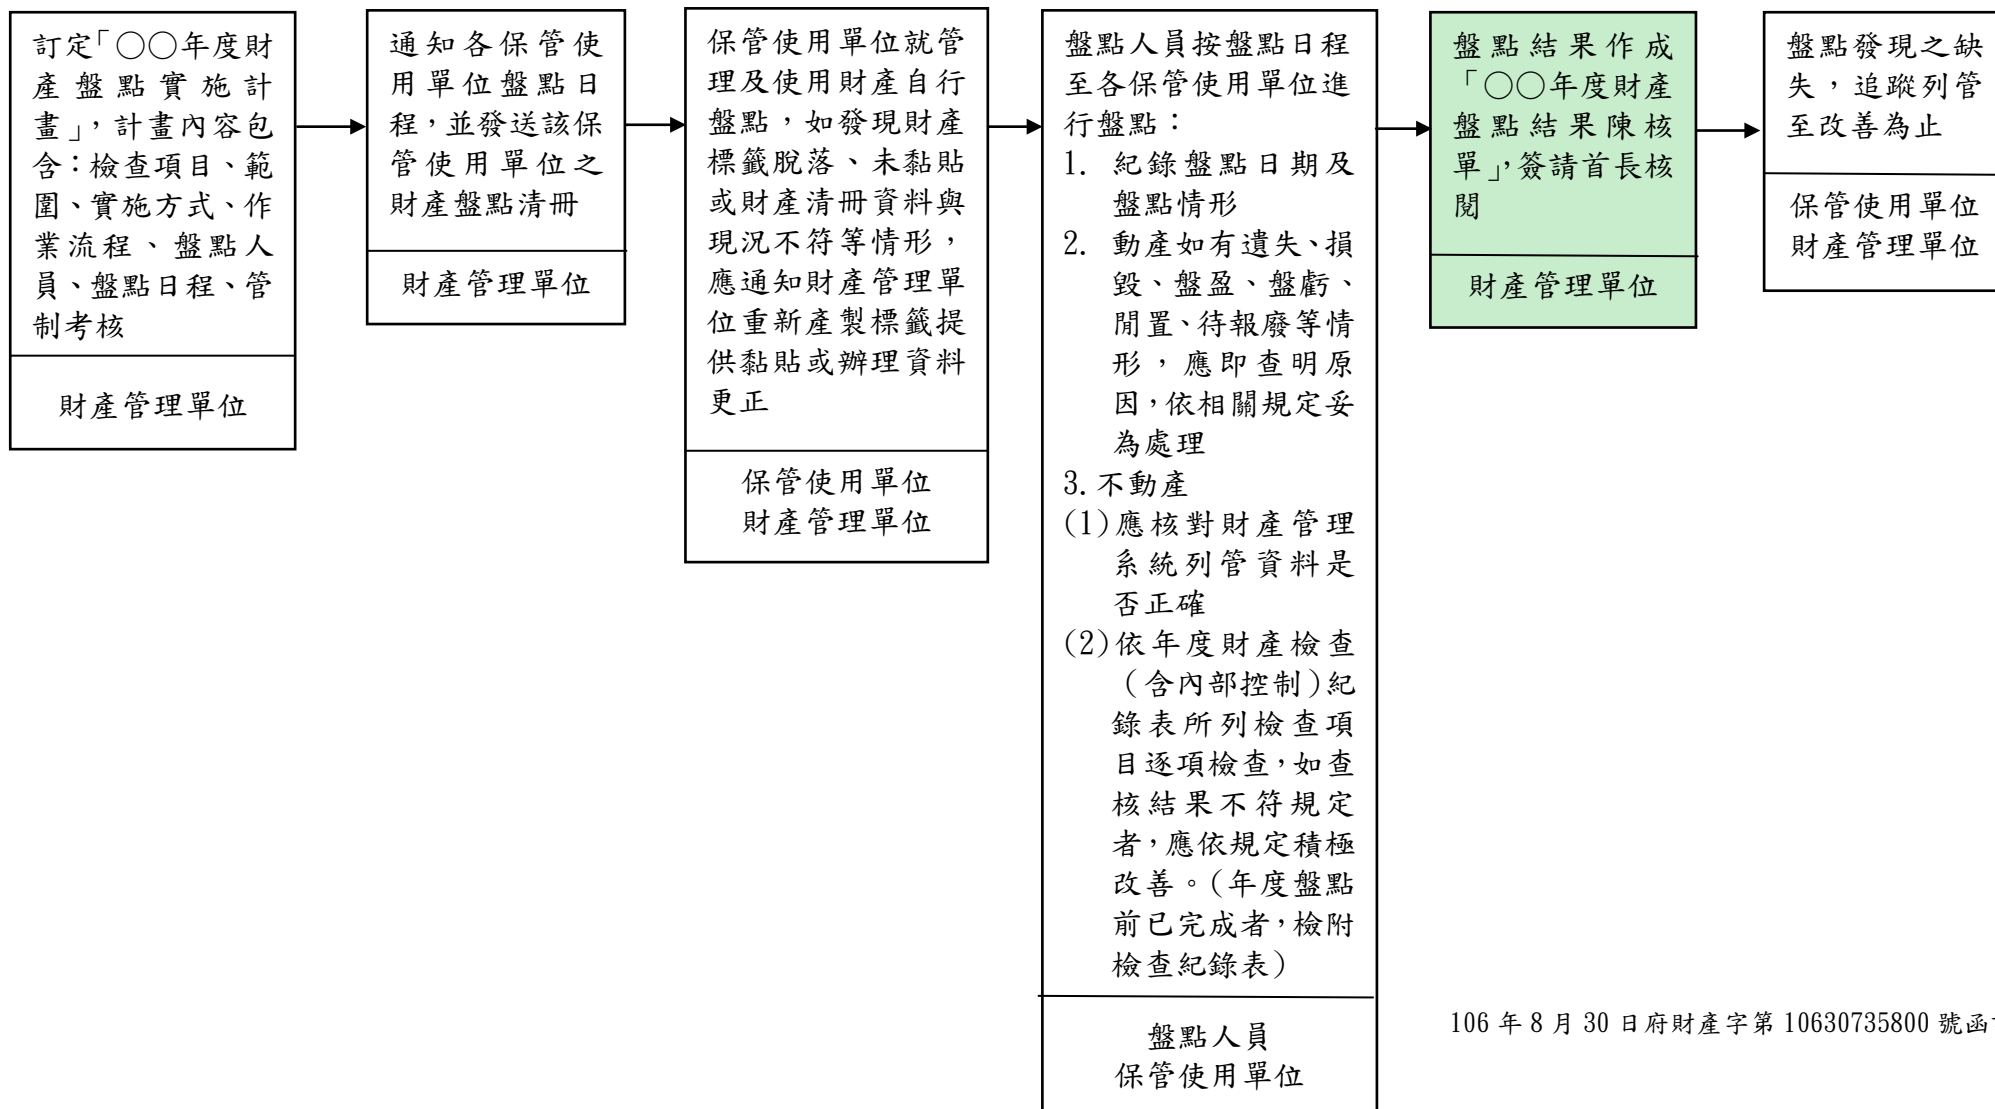 訂定「○○年度財
產盤點實施計
畫」，計畫內容包
含：檢查項目、範
圍、實施方式、作
業流程、盤點人
員、盤點日程、管
制考核
財產管理單位
通知各保管使
用單位盤點日
程，並發送該保
管使用單位之
財產盤點清冊
財產管理單位
保管使用單位就管
理及使用財產自行
盤點，如發現財產
標籤脫落、未黏貼
或財產清冊資料與
現況不符等情形，
應通知財產管理單
位重新產製標籤提
供黏貼或辦理資料
更正
保管使用單位
財產管理單位
盤點人員按盤點日程
至各保管使用單位進
行盤點：
1. 紀錄盤點日期及
盤點情形
2. 動產如有遺失、損
毀、盤盈、盤虧、
閒置、待報廢等情
形，應即查明原
因，依相關規定妥
為處理
3.不動產
(1)應核對財產管理
系統列管資料是
否正確
(2)依年度財產檢查
（含內部控制）紀
錄表所列檢查項
目逐項檢查，如查
核結果不符規定
者，應依規定積極
改善。（年度盤點
前已完成者，檢附
檢查紀錄表）
盤點人員
保管使用單位
盤點結果作成
「○○年度財產
盤點結果陳核
單」，簽請首長核
閱
財產管理單位
盤點發現之缺
失，追蹤列管
至改善為止
保管使用單位
財產管理單位
106 年 8 月 30 日府財產字第 10630735800 號函